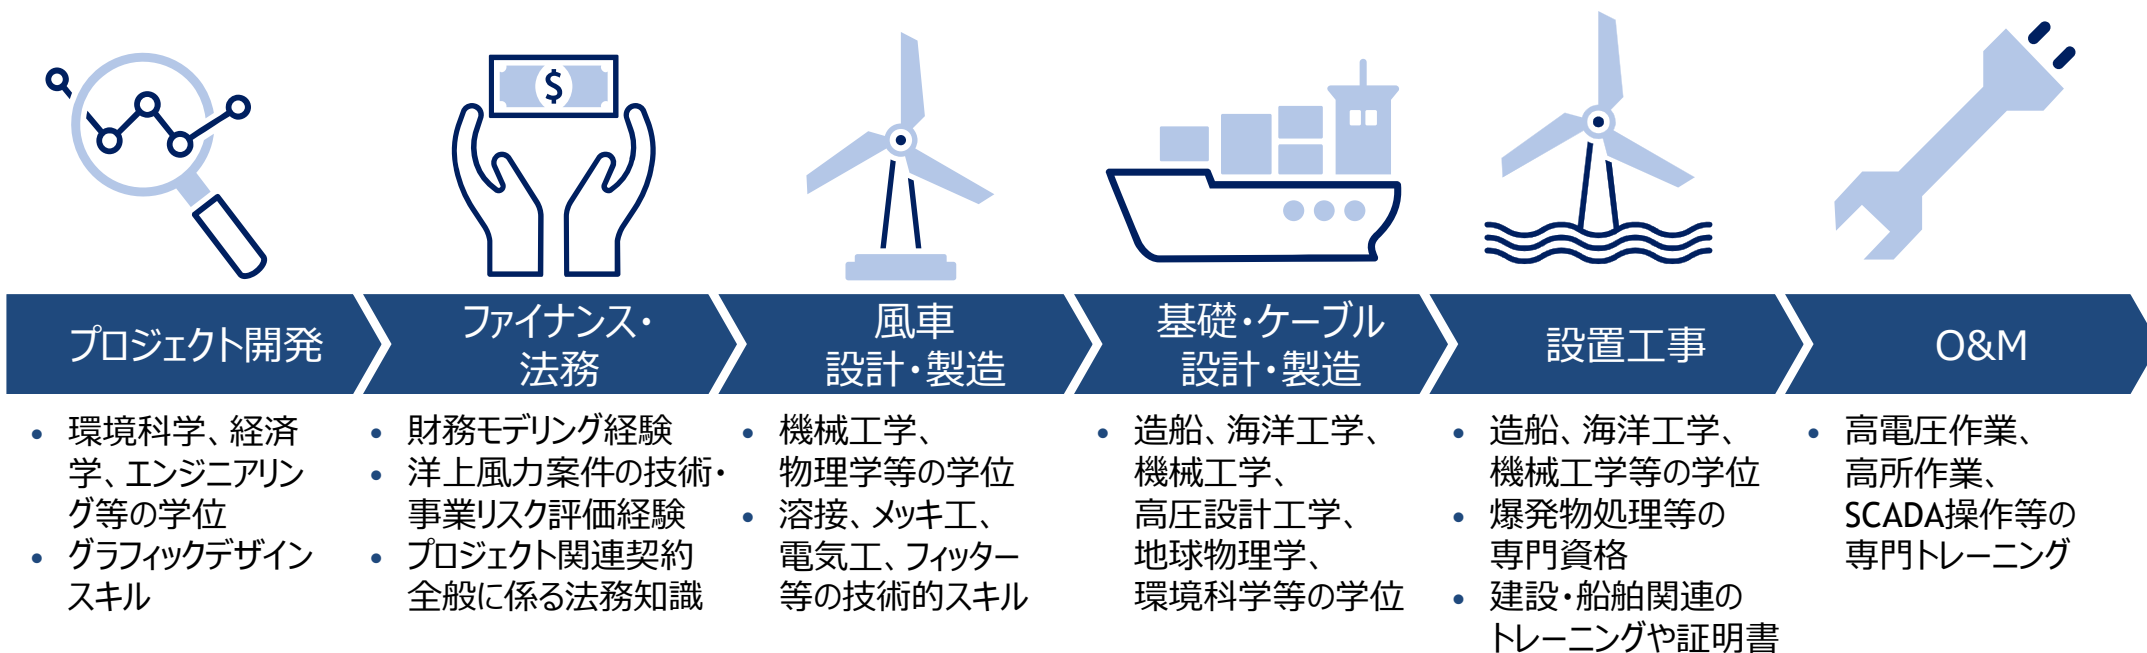 $
プロジェクト開発
ファイナンス・
法務
風車
設計・製造
基礎・ケーブル
設計・製造
設置工事
O&M
• 環境科学、経済
学、エンジニアリン
グ等の学位
• グラフィックデザイン
スキル
• 財務モデリング経験
• 洋上風力案件の技術・
事業リスク評価経験
• プロジェクト関連契約
全般に係る法務知識
• 機械工学、
物理学等の学位
• 溶接、メッキ工、
電気工、フィッター
等の技術的スキル
• 造船、海洋工学、
機械工学、
高圧設計工学、
地球物理学、
環境科学等の学位
• 造船、海洋工学、
機械工学等の学位
• 爆発物処理等の
専門資格
• 建設・船舶関連の
トレーニングや証明書
• 高電圧作業、
高所作業、
SCADA操作等の
専門トレーニング